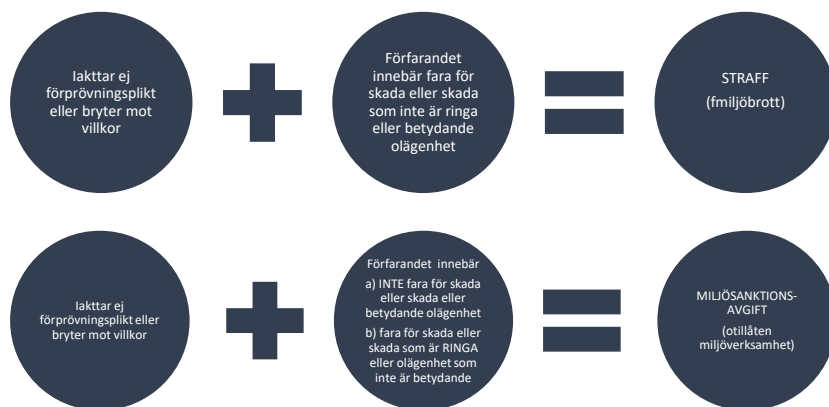 Iakttar ej
förprövningsplikt
eller bryter mot
villkor
Förfarandet
innebär fara för
skada eller skada
som inte är ringa
eller betydande
olägenhet
STRAFF
(fmiljöbrott)
Iakttar ej
förprövningsplikt eller
bryter mot villkor
Förfarandet innebär
a) INTE fara för skada
eller skada eller
betydande olägenhet
b) fara för skada eller
skada som är RINGA
eller olägenhet som
inte är betydande
MILJÖSANKTIONS-
AVGIFT
(otillåten
miljöverksamhet)